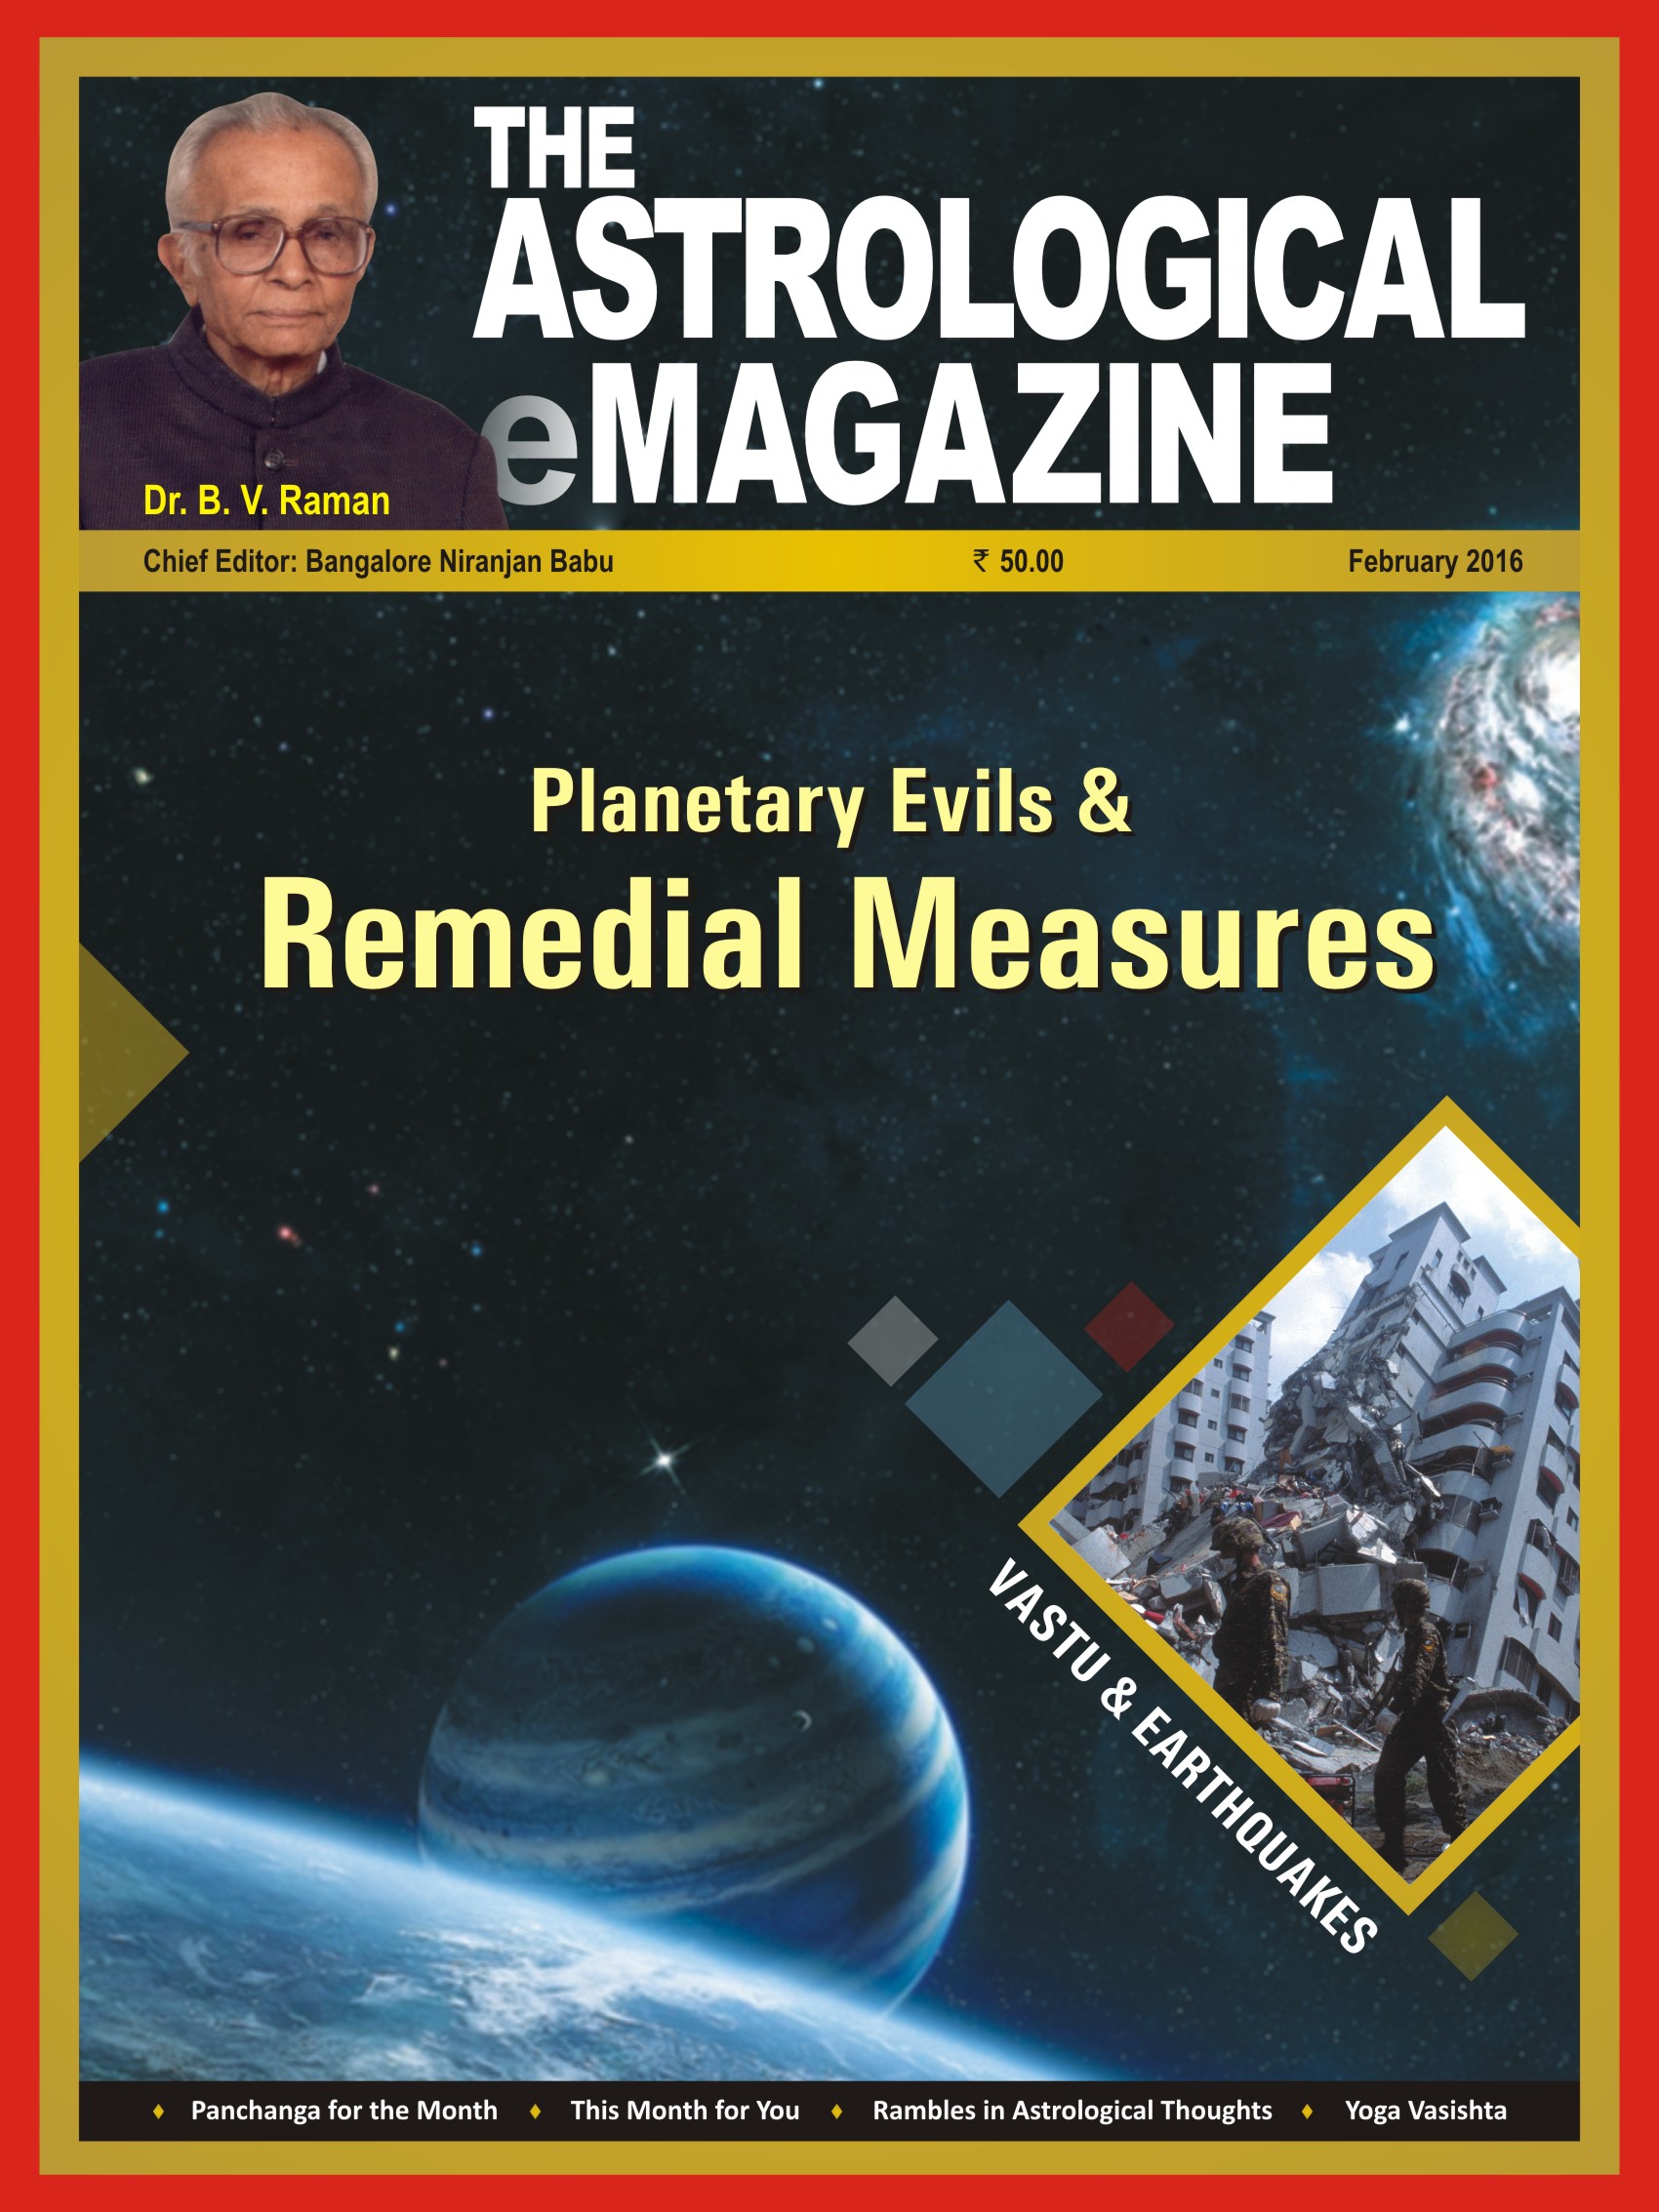 THE
ASTROLOGICAL
eMAGAZINE
Dr. B. V. Raman
Chief Editor: Bangalore Niranjan Babu ₹ 50.00 February 2016
Planetary Evils &
Remedial Measures
VASTU & EARTHQUAKES
♦ Panchanga for the Month ♦ This Month for You ♦ Rambles in Astrological Thoughts ♦ Yoga Vasishta